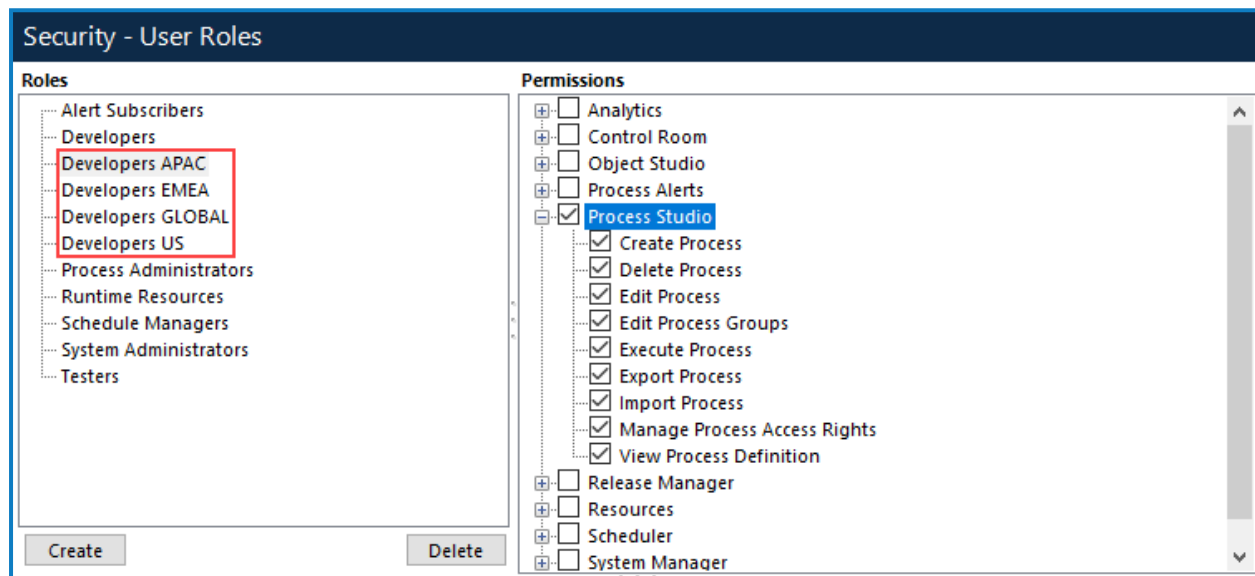 Security - User Roles
Roles
Alert Subscribers
Developers
Developers APAC
Developers EMEA
Developers GLOBAL
Developers US
Process Administrators
Runtime Resources
Schedule Managers
System Administrators
Testers
Create
Delete
Permissions
Analytics
Control Room
Object Studio
Process Alerts
Process Studio
Create Process
Delete Process
Edit Process
Edit Process Groups
Execute Process
Export Process
Import Process
Manage Process Access Rights
View Process Definition
Release Manager
Resources
Scheduler
System Manager